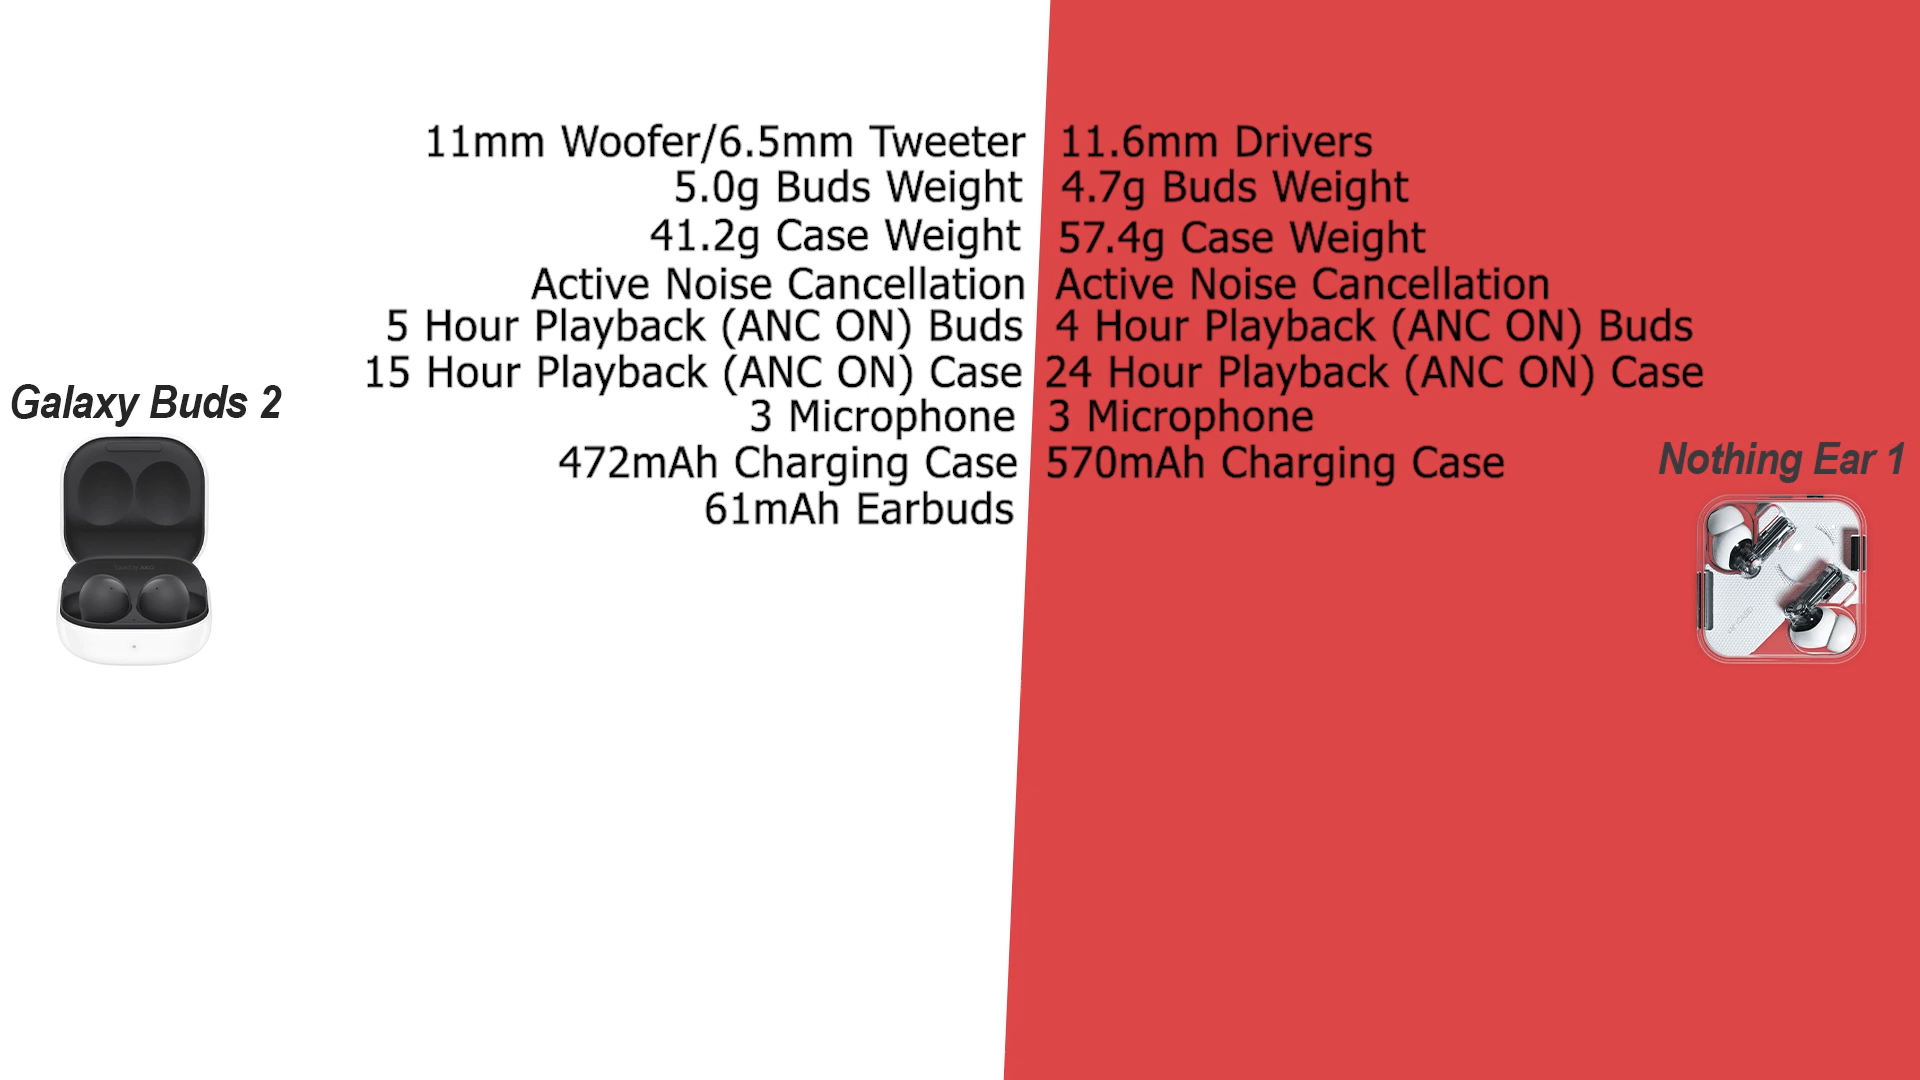 11mm Woofer/6.5mm Tweeter
5.0g Buds Weight
41.2g Case Weight
Active Noise Cancellation
5 Hour Playback (ANC ON) Buds
15 Hour Playback (ANC ON) Case
3 Microphone
472mAh Charging Case
61mAh Earbuds
Galaxy Buds 2
11.6mm Drivers
4.7g Buds Weight
57.4g Case Weight
Active Noise Cancellation
4 Hour Playback (ANC ON) Buds
24 Hour Playback (ANC ON) Case
3 Microphone
570mAh Charging Case
Nothing Ear 1